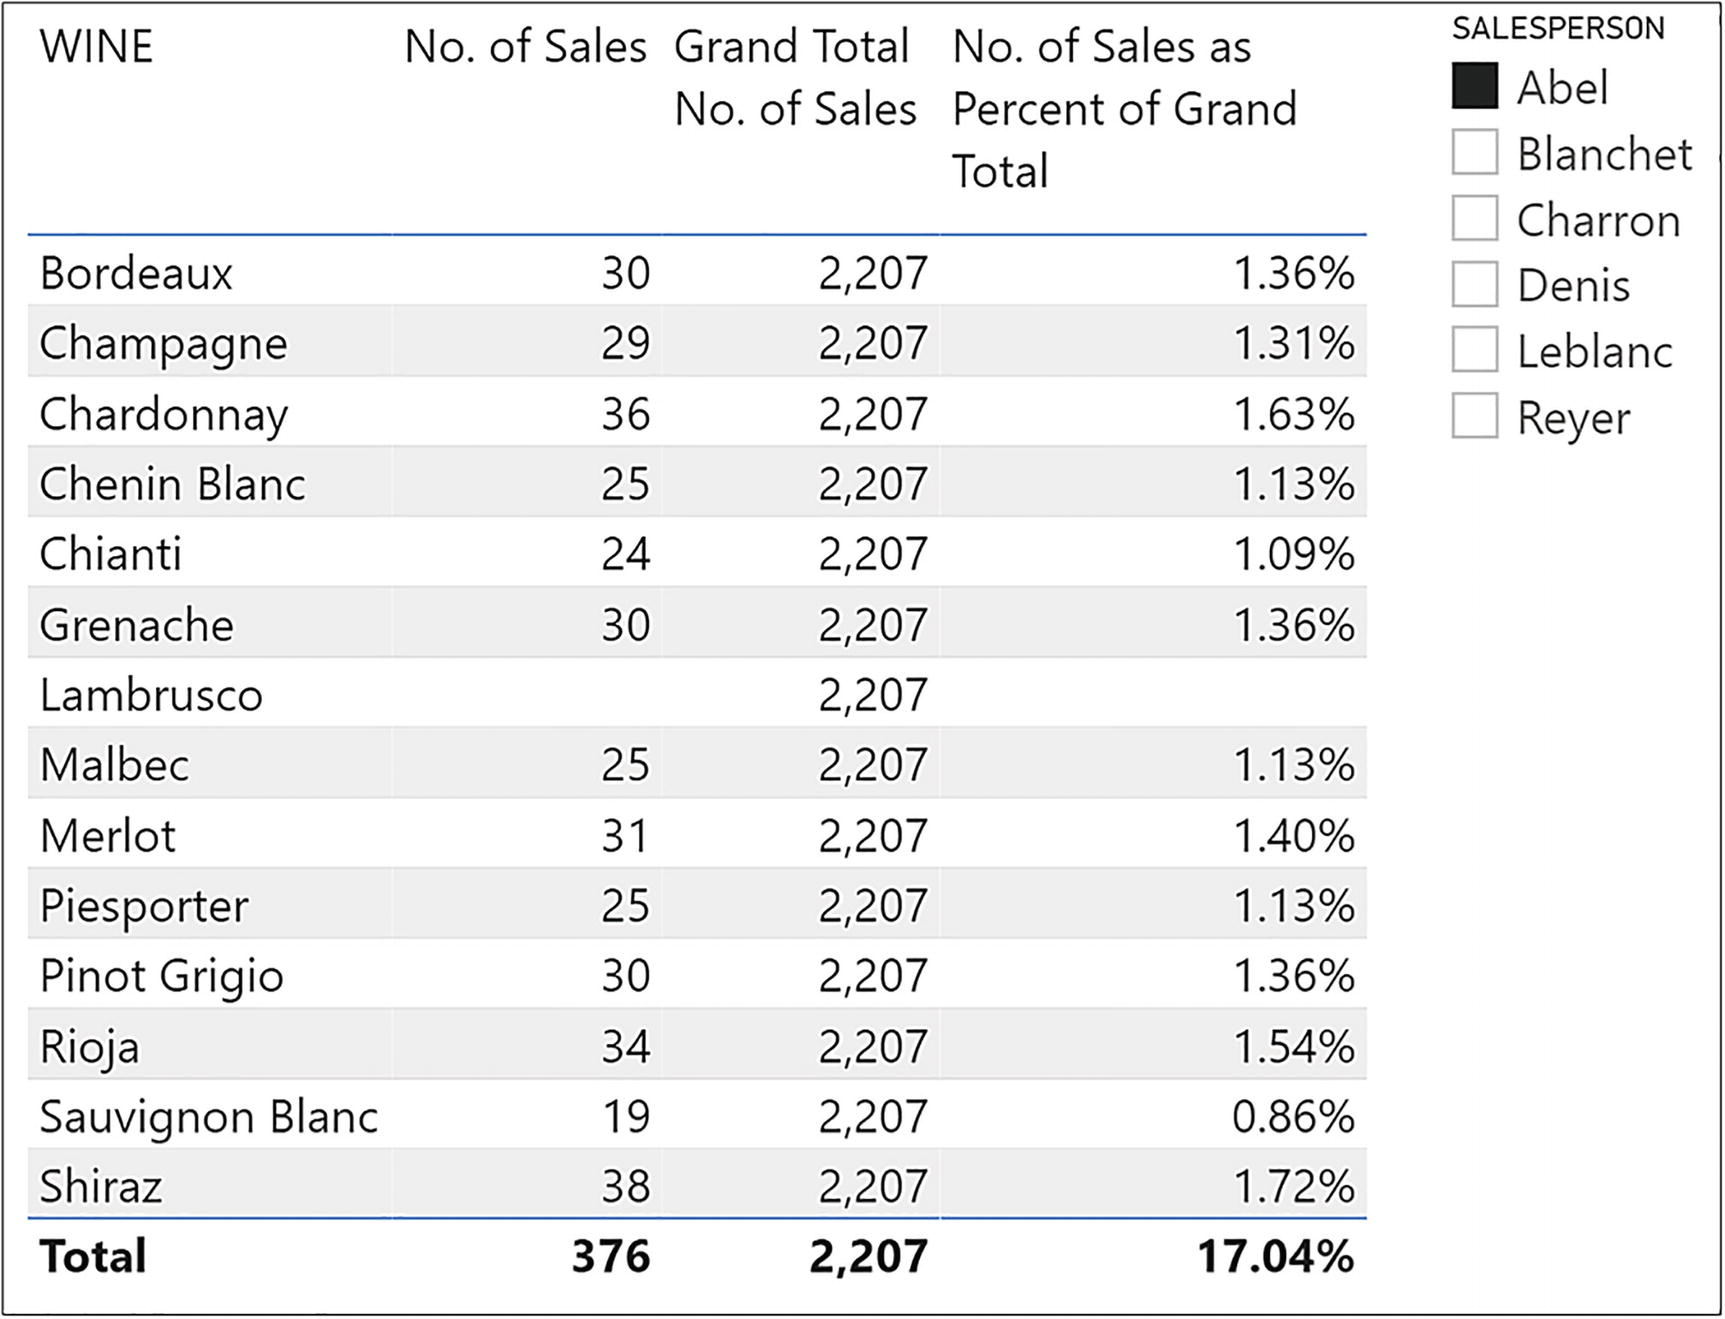 WINE No. of Sales Grand Total No. of Sales as
No. of Sales Percent of Grand
Total
Bordeaux 30 2,207 1.36%
Champagne 29 2,207 1.31%
Chardonnay 36 2,207 1.63%
Chenin Blanc 25 2,207 1.13%
Chianti 24 2,207 1.09%
Grenache 30 2,207 1.36%
Lambrusco 2,207
Malbec 25 2,207 1.13%
Merlot 31 2,207 1.40%
Piesporter 25 2,207 1.13%
Pinot Grigio 30 2,207 1.36%
Rioja 34 2,207 1.54%
Sauvignon Blanc 19 2,207 0.86%
Shiraz 38 2,207 1.72%
Total 376 2,207 17.04%
SALESPERSON
Abel
Blanchet
Charron
Denis
Leblanc
Reyer